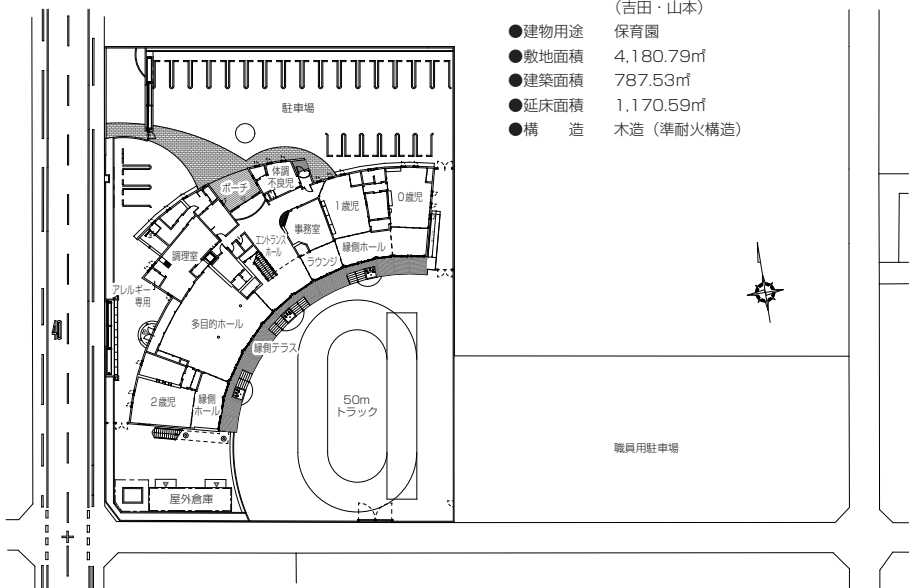 （吉田・山本）
●建物用途　保育園
●敷地面積　4,180.79㎡
●建築面積　787.53㎡
●延床面積　1,170.59㎡
●構　　造　木造（準耐火構造）
駐車場
体調
不良児
ポーチ
1歳児
0歳児
事務室
エントランス
ホール
縁側ホール
ラウンジ
調理室
アレルギー
専用
多目的ホール
縁側テラス
2歳児
縁側
ホール
50m
トラック
職員用駐車場
屋外倉庫